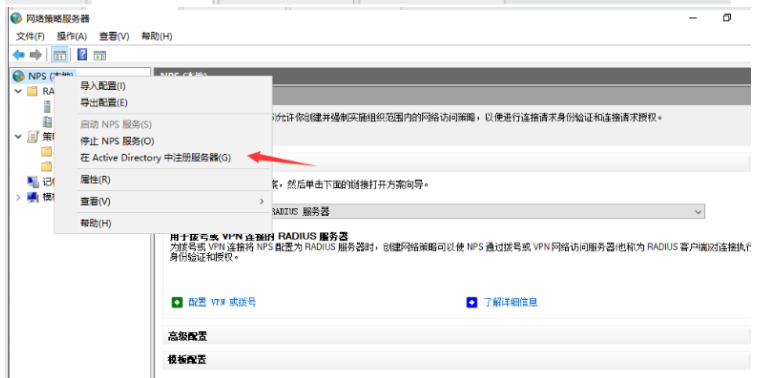 网络策略服务器
文件(F) 操作(A) 查看(V) 帮助(H)
NPS (本地)
NPS (本地)
导入配置(I)
导出配置(E)
启动 NPS 服务(S)
停止 NPS 服务(O)
在 Active Directory 中注册服务器(G)
属性(R)
查看(V)
帮助(H)
RA
策
记
模
允许你创建并强制实施组织范围内的网络访问策略，以便进行连接请求身份验证和连接请求授权。
案，然后单击下面的链接打开方案向导。
RADIUS 服务器
用于拨号或 VPN 连接的 RADIUS 服务器
为拨号或 VPN 连接将 NPS 配置为 RADIUS 服务器时，创建网络策略可以使 NPS 通过拨号或 VPN 网络访问服务器(也称为 RADIUS 客户端)对连接执行
身份验证和授权。
配置 VPN 或拨号
了解详细信息
高级配置
模板配置